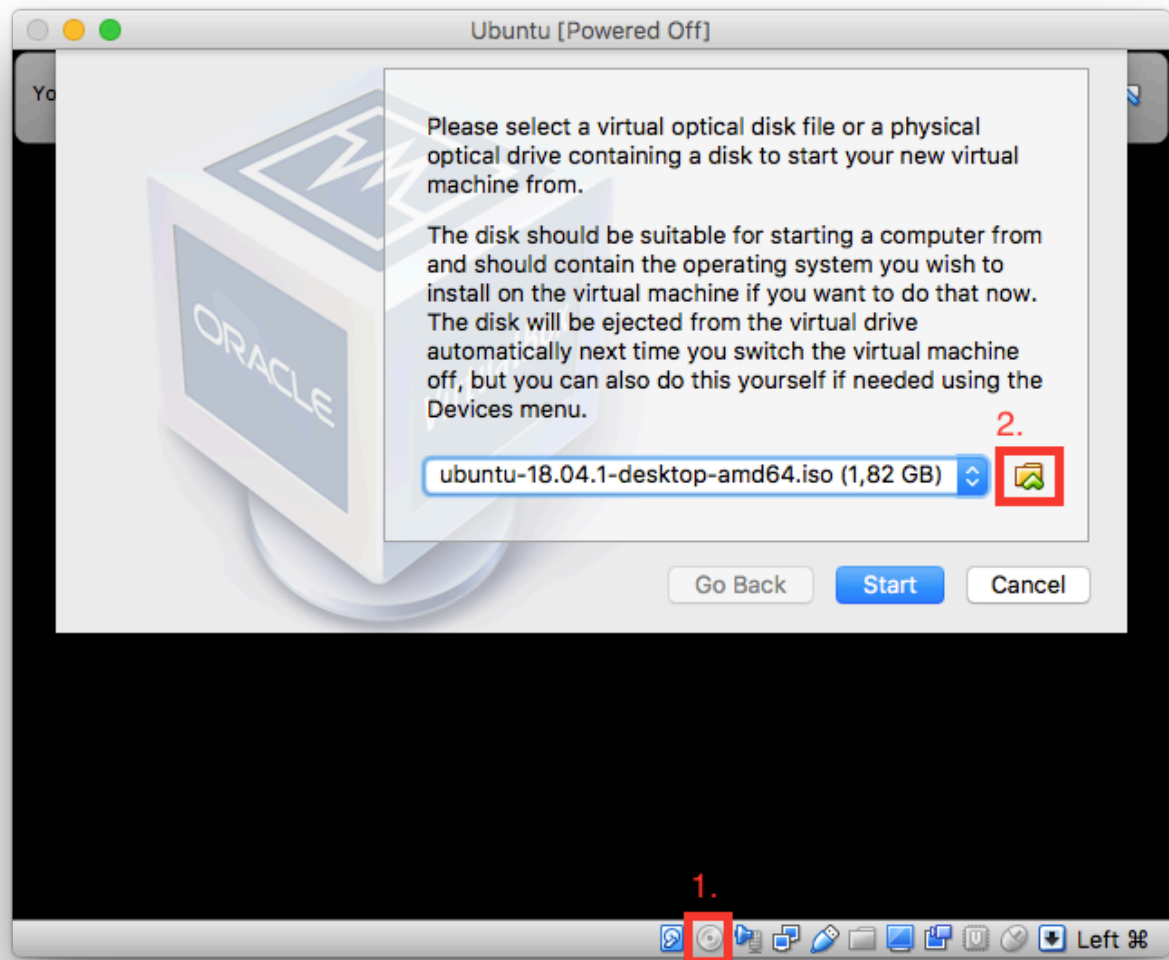 Ubuntu [Powered Off]
Yo
Please select a virtual optical disk file or a physical
optical drive containing a disk to start your new virtual
machine from.
The disk should be suitable for starting a computer from
and should contain the operating system you wish to
install on the virtual machine if you want to do that now.
The disk will be ejected from the virtual drive
automatically next time you switch the virtual machine
off, but you can also do this yourself if needed using the
Devices menu.
ORACLE
2.
ubuntu-18.04.1-desktop-amd64.iso (1,82 GB)
Go Back Start Cancel
1.
Left ⌘